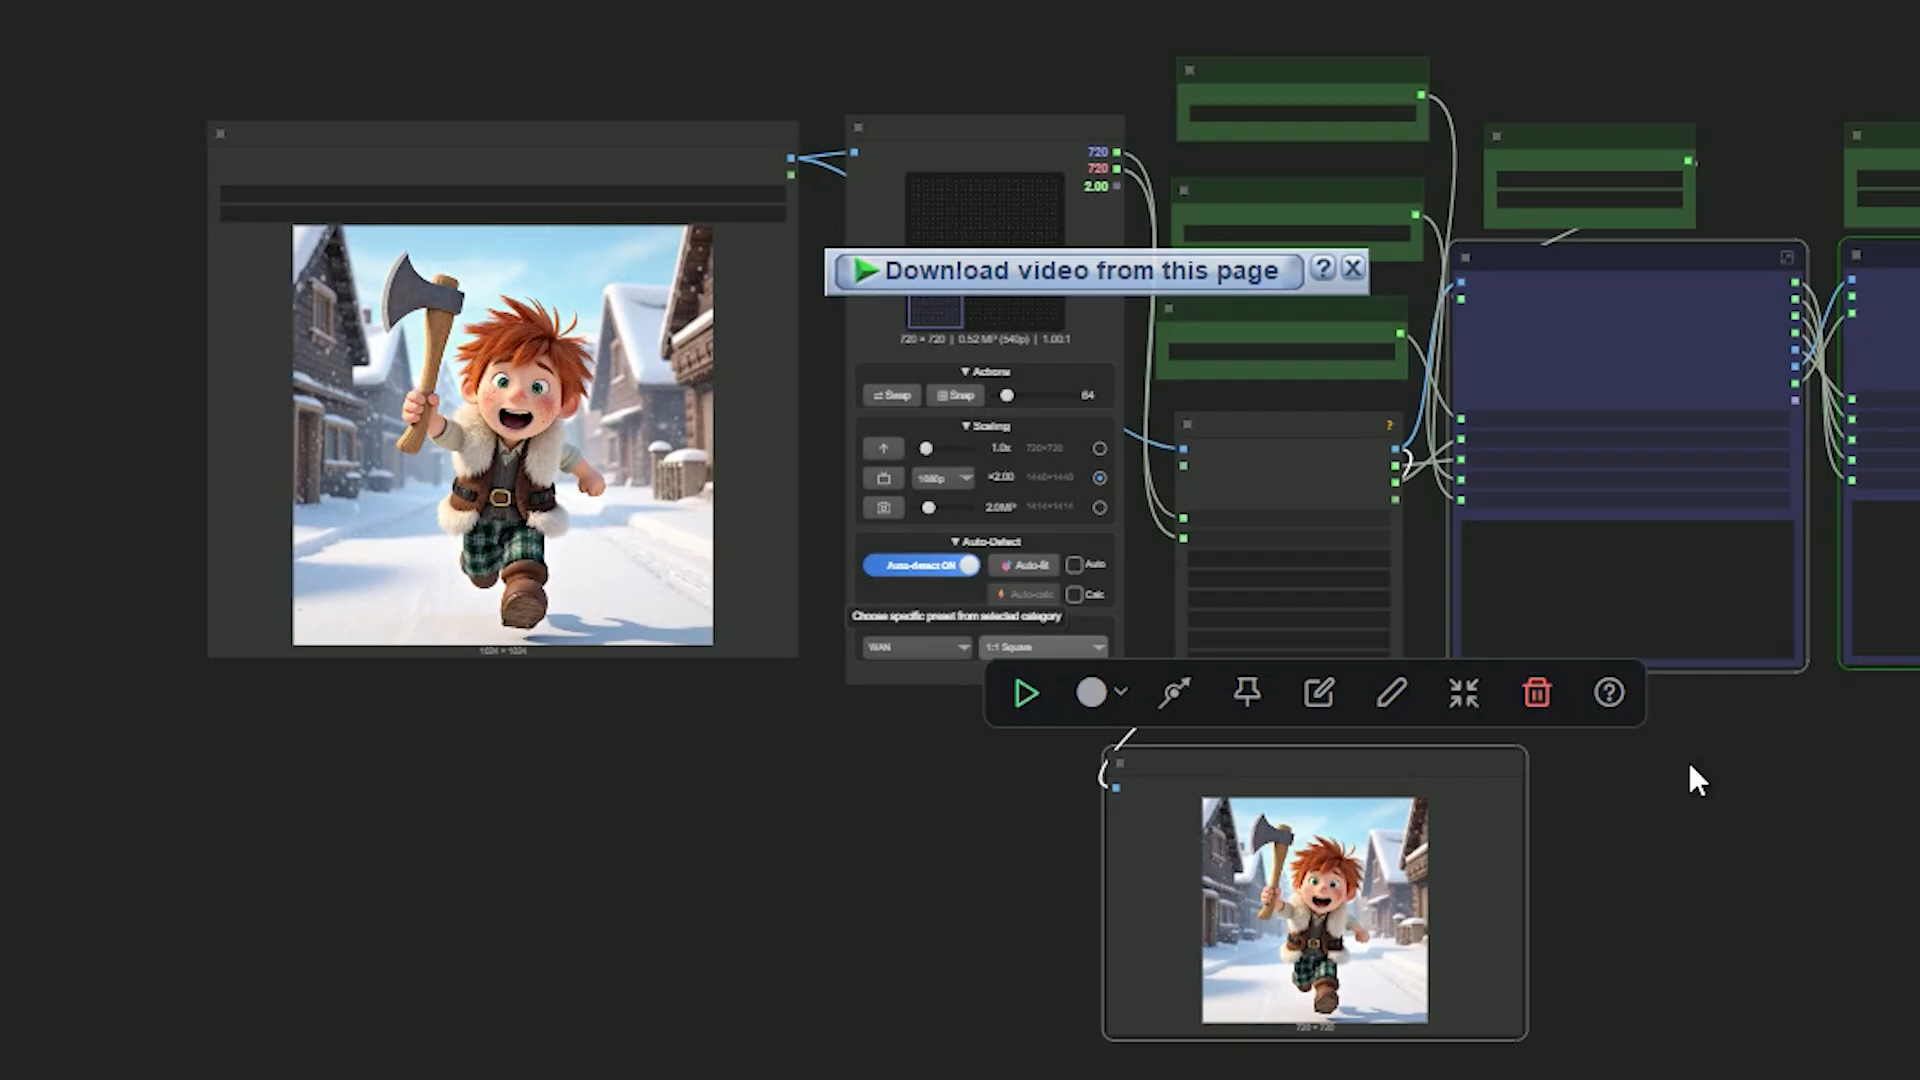 720
720
2.00
Download video from this page
?
X
720 × 720 | 0.52 MP (540p) | 1.00:1
▼ Actions
Swap
Snap
64
▼ Scaling
1.0x
720×720
1080p
×2.00
1440×1440
2.0MP
1414×1414
▼ Auto-Detect
Auto-detect ON
Auto-fit
Auto
Auto-calc
Calc
Choose specific preset from selected category
WAN
1:1 Square
?
1024 × 1024
720 × 720